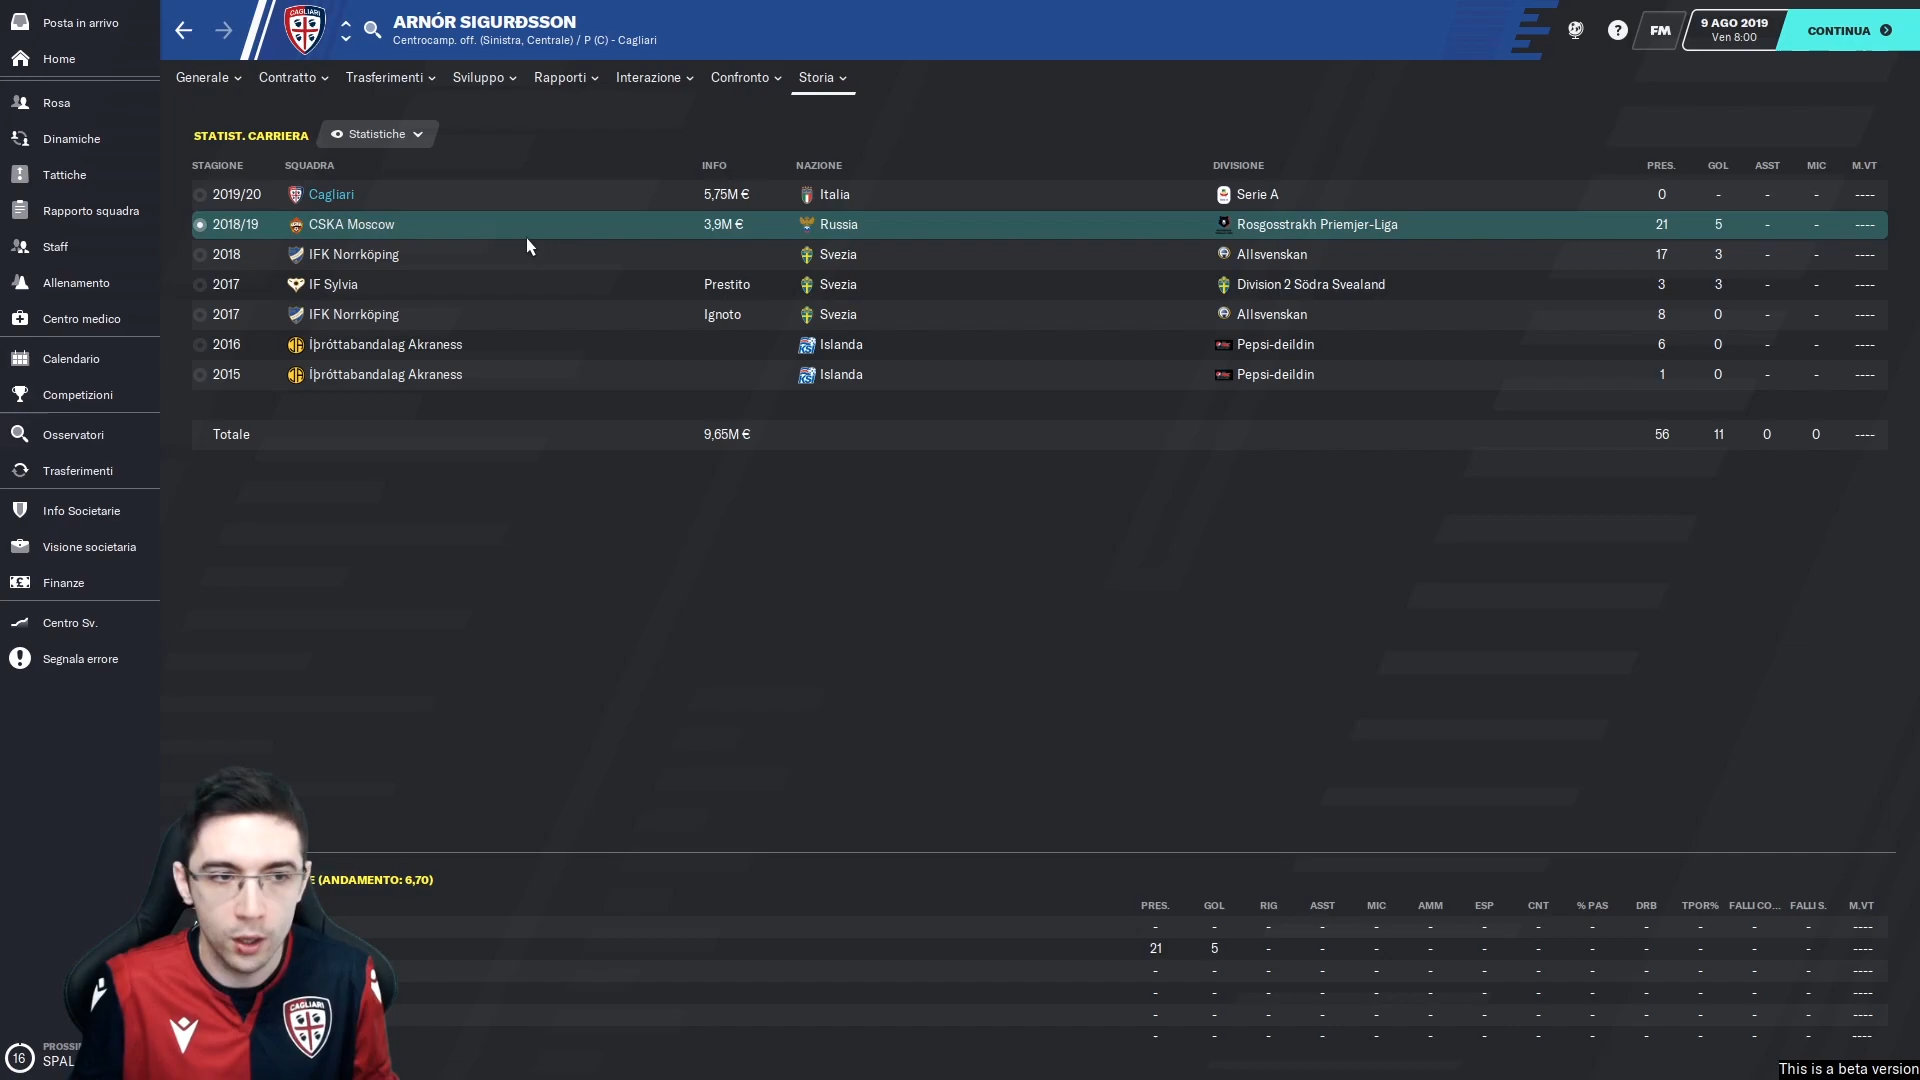 Posta in arrivo
Home
Rosa
Dinamiche
Tattiche
Rapporto squadra
Staff
Allenamento
Centro medico
Calendario
Competizioni
Osservatori
Trasferimenti
Info Societarie
Visione societaria
Finanze
Centro Sv.
Segnala errore
ARNÓR SIGURÐSSON
Centrocamp. off. (Sinistra, Centrale) / P (C) - Cagliari
FM
9 AGO 2019
Ven 8:00
CONTINUA
Generale Contratto Trasferimenti Sviluppo Rapporti Interazione Confronto Storia
STATIST. CARRIERA Statistiche
STAGIONE SQUADRA INFO NAZIONE DIVISIONE PRES. GOL ASST MIC M.VT
2019/20 Cagliari 5,75M € Italia Serie A 0 - - - ----
2018/19 CSKA Moscow 3,9M € Russia Rosgosstrakh Priemjer-Liga 21 5 - - ----
2018 IFK Norrköping Svezia Allsvenskan 17 3 - - ----
2017 IF Sylvia Prestito Svezia Division 2 Södra Svealand 3 3 - - ----
2017 IFK Norrköping Ignoto Svezia Allsvenskan 8 0 - - ----
2016 Íþróttabandalag Akraness Islanda Pepsi-deildin 6 0 - - ----
2015 Íþróttabandalag Akraness Islanda Pepsi-deildin 1 0 - - ----
Totale 9,65M € 56 11 0 0 ----
(ANDAMENTO: 6,70)
PRES. GOL RIG ASST MIC AMM ESP CNT % PAS DRB TPOR% FALLI CO... FALLI S. M.VT
- - - - - - - - - - - - - ----
21 5 - - - - - - - - - - - ----
- - - - - - - - - - - - - ----
- - - - - - - - - - - - - ----
- - - - - - - - - - - - - ----
- - - - - - - - - - - - - ----
CAGLIARI
16
SPAL
This is a beta version